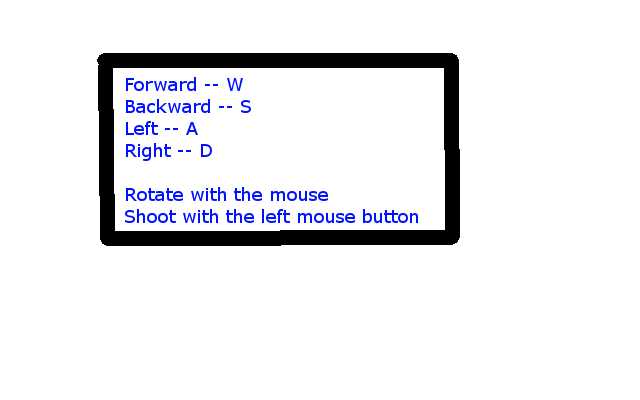 Forward -- W
Backward -- S
Left -- A
Right -- D
Rotate with the mouse
Shoot with the left mouse button